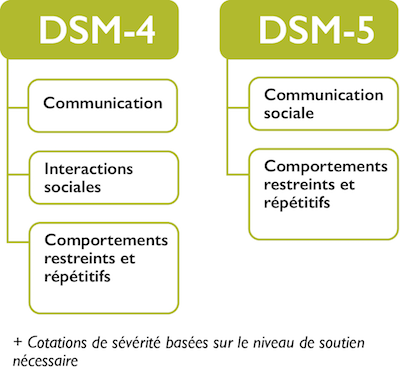 DSM-4
Communication
Interactions
sociales
Comportements
restreints et
répétitifs
DSM-5
Communication
sociale
Comportements
restreints et
répétitifs
+ Cotations de sévérité basées sur le niveau de soutien
nécessaire